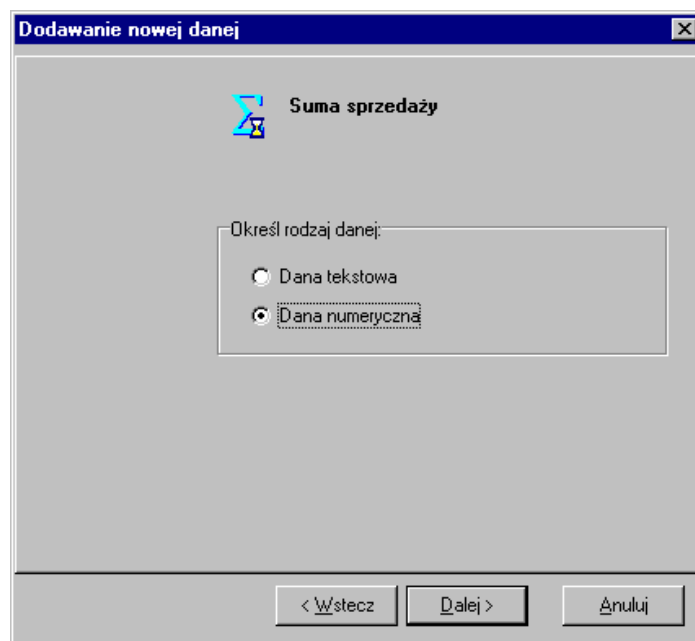 Dodawanie nowej danej
Suma sprzedaży
Określ rodzaj danej:
Dana tekstowa
Dana numeryczna
< Wstecz
Dalej >
Anuluj